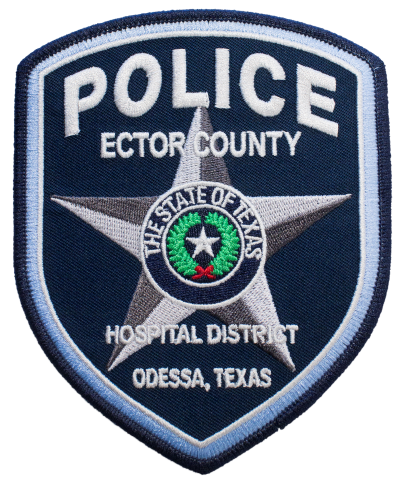 POLICE
ECTOR COUNTY
THE STATE OF TEXAS
HOSPITAL DISTRICT
ODESSA, TEXAS